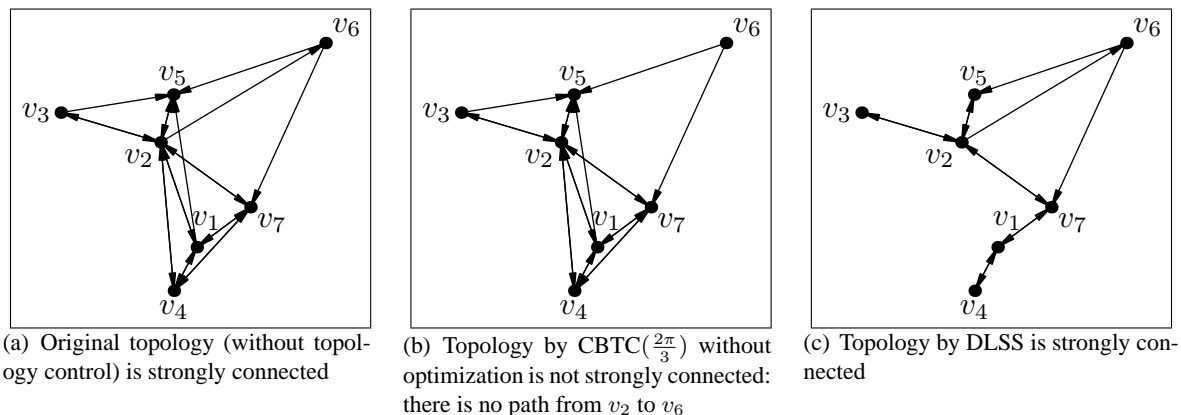 v6
v5
v3
v2
v1
v7
v4
v6
v5
v3
v2
v1
v7
v4
v6
v5
v3
v2
v1
v7
v4
(a) Original topology (without topol-
ogy control) is strongly connected
(b) Topology by CBTC(2π/3) without
optimization is not strongly connected:
there is no path from v2 to v6
(c) Topology by DLSS is strongly con-
nected